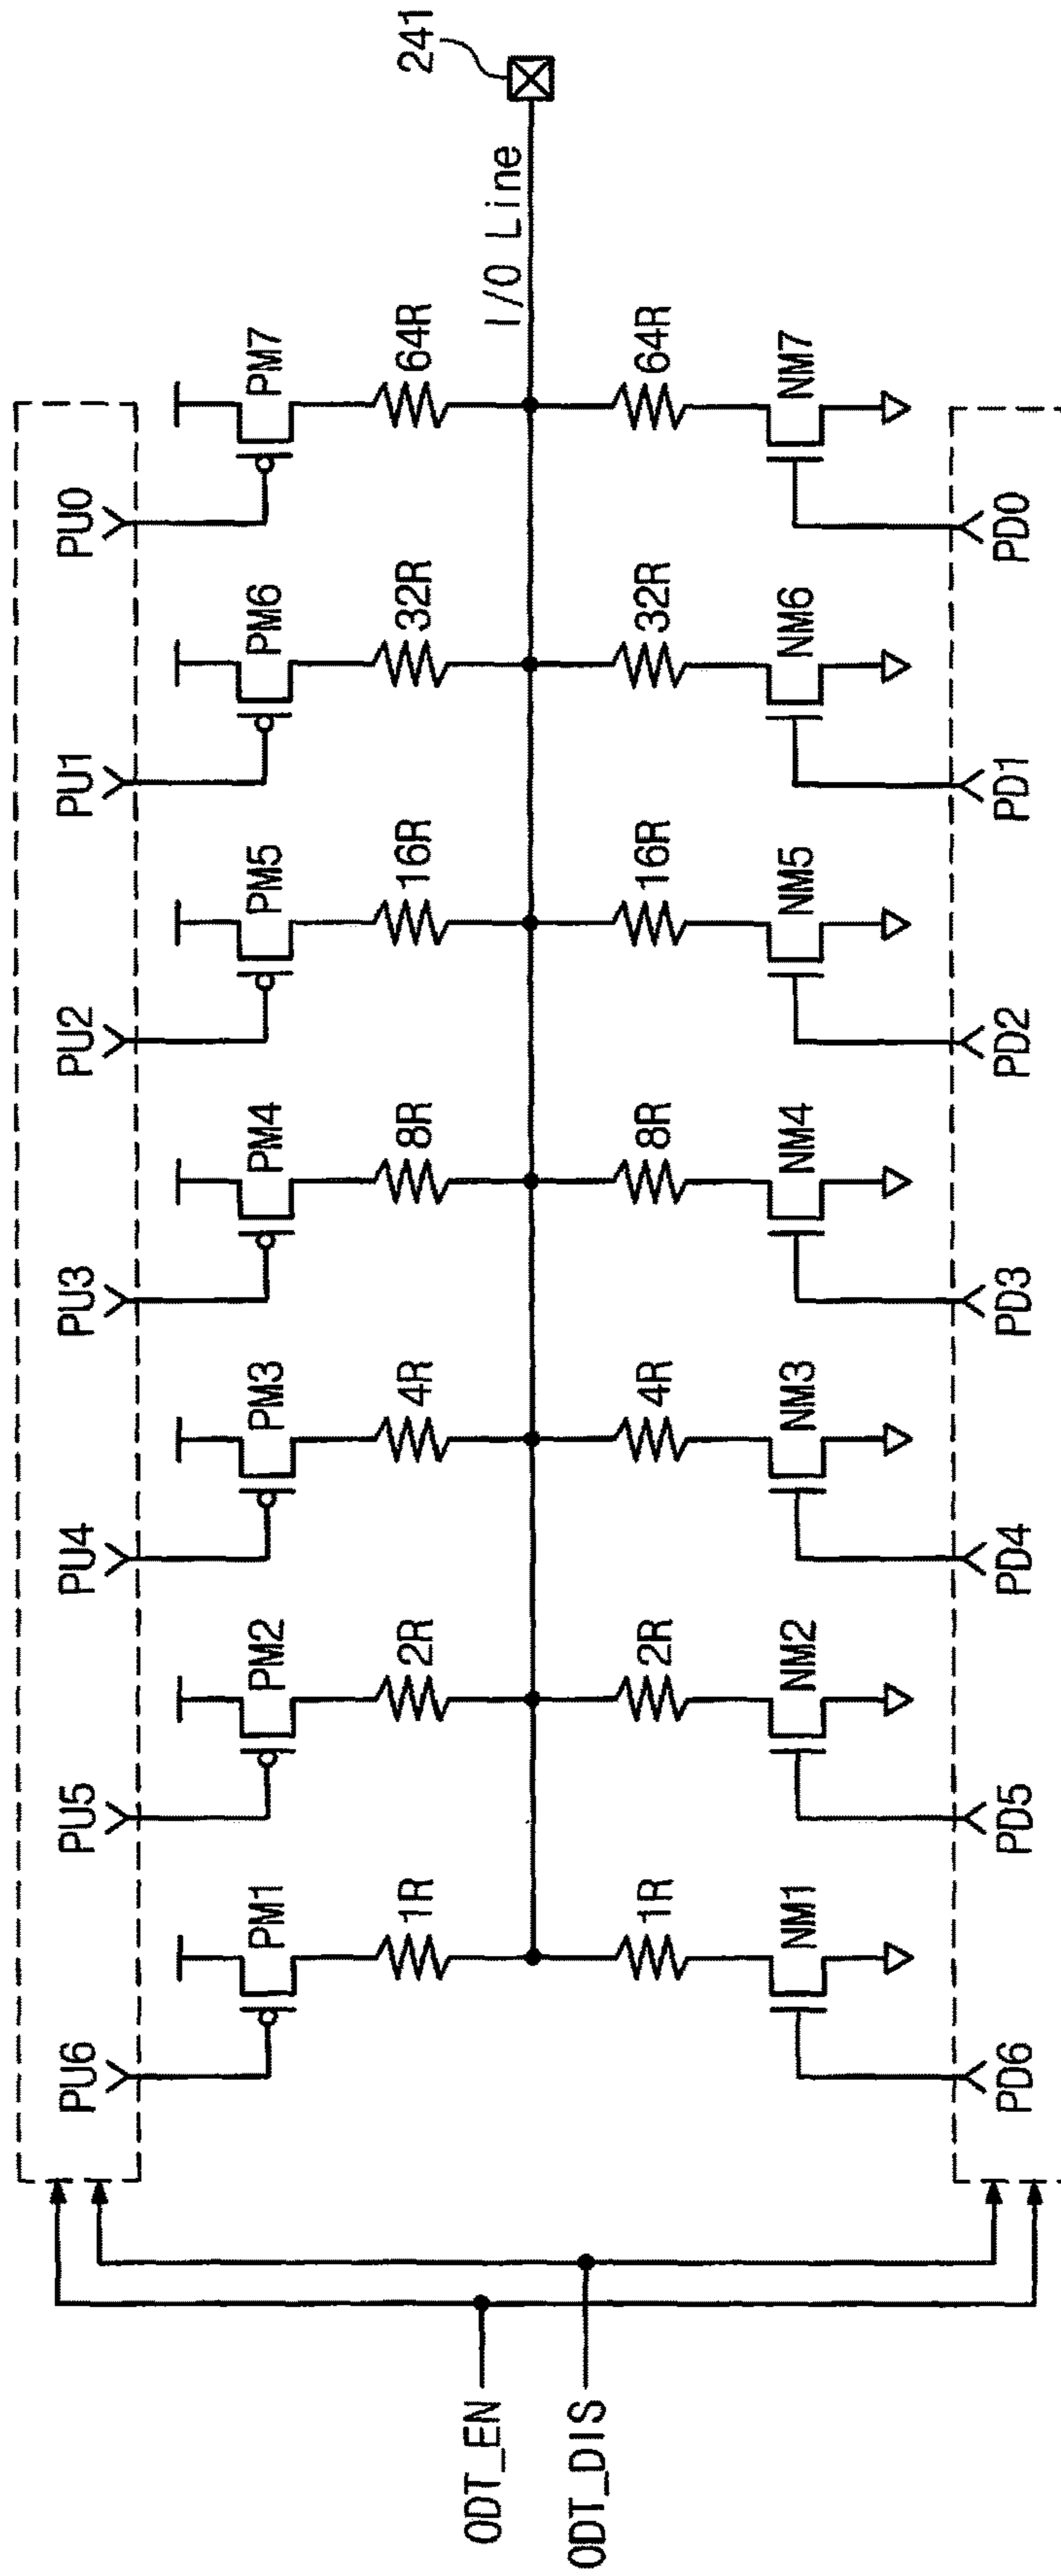 PU6 PU5 PU4 PU3 PU2 PU1 PU0
PM1 PM2 PM3 PM4 PM5 PM6 PM7
1R 2R 4R 8R 16R 32R 64R
241
ODT_EN
I/O Line
ODT_DIS
1R 2R 4R 8R 16R 32R 64R
NM1 NM2 NM3 NM4 NM5 NM6 NM7
PD6 PD5 PD4 PD3 PD2 PD1 PD0